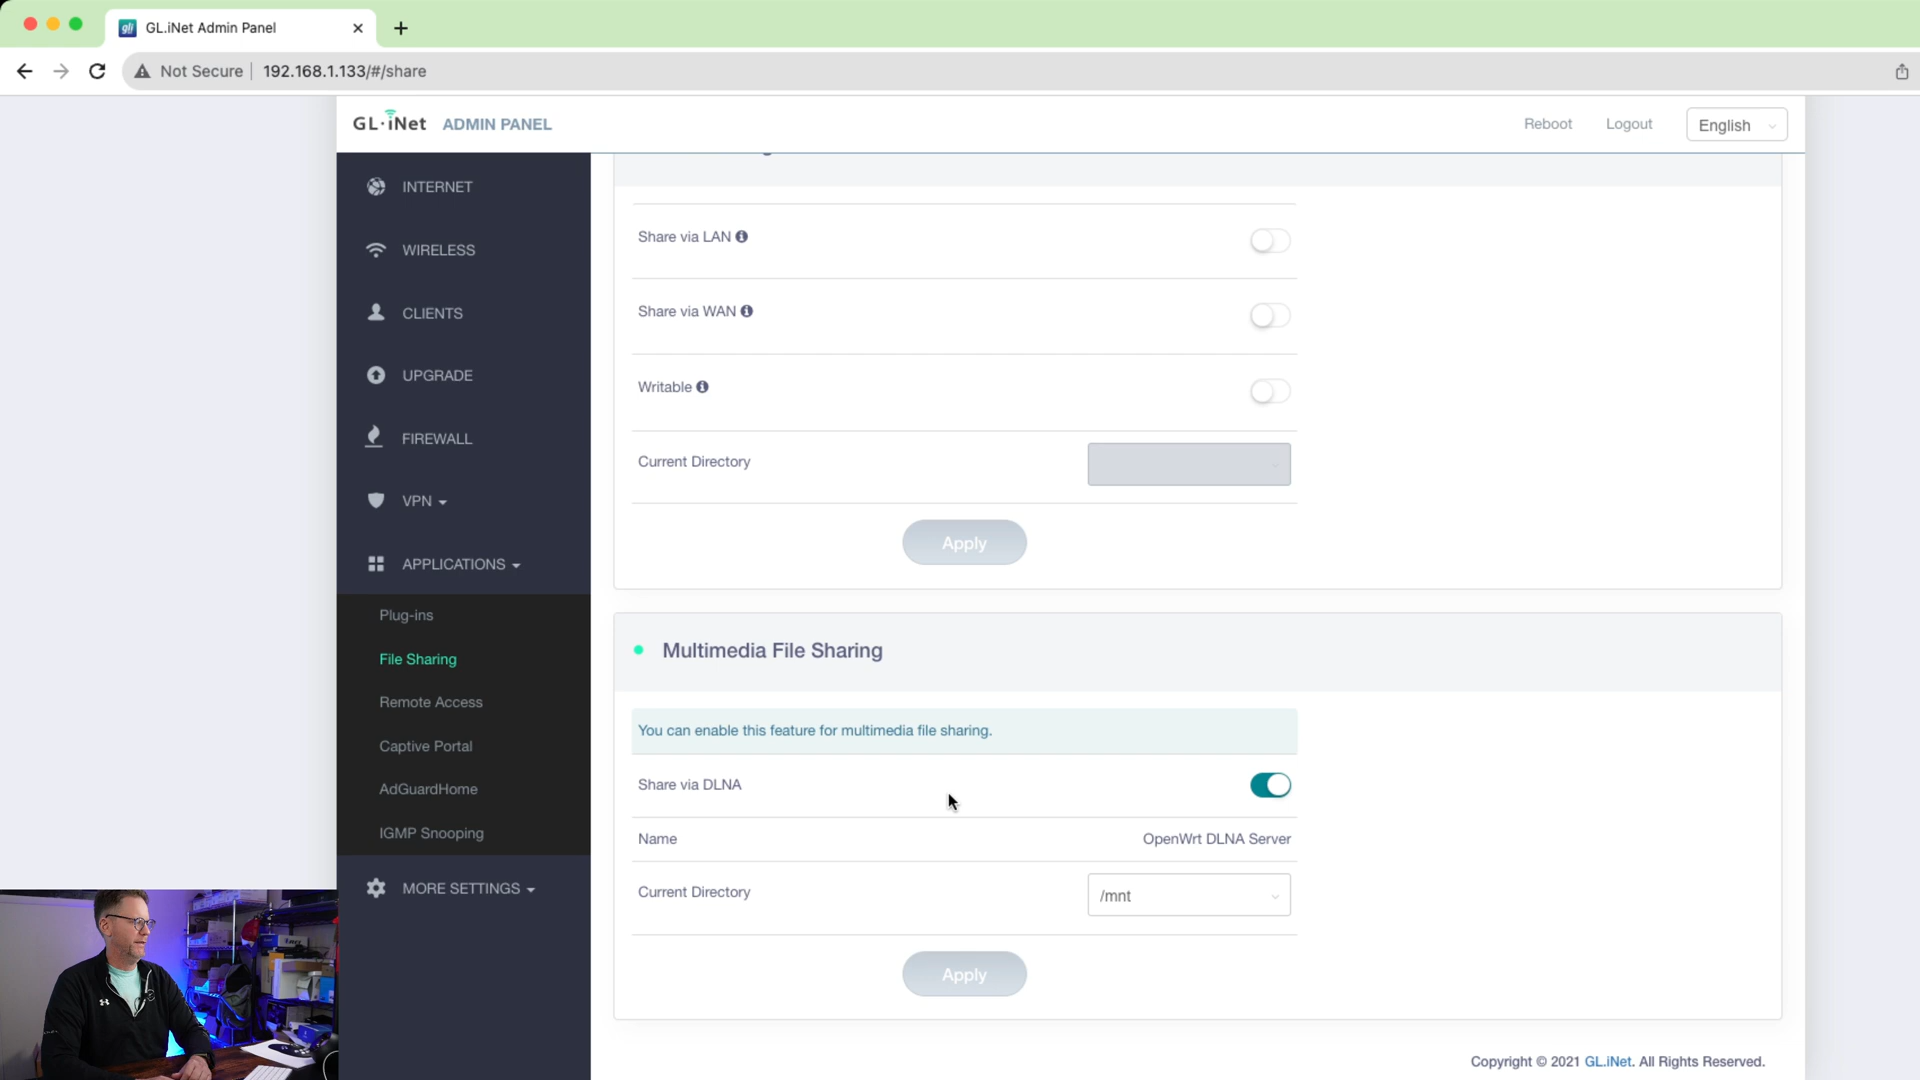 GL.iNet Admin Panel
Not Secure
192.168.1.133/#/share
GL·iNet ADMIN PANEL
Reboot
Logout
English
INTERNET
WIRELESS
CLIENTS
UPGRADE
FIREWALL
VPN
APPLICATIONS
Plug-ins
File Sharing
Remote Access
Captive Portal
AdGuardHome
IGMP Snooping
MORE SETTINGS
Share via LAN
Share via WAN
Writable
Current Directory
Apply
Multimedia File Sharing
You can enable this feature for multimedia file sharing.
Share via DLNA
Name OpenWrt DLNA Server
Current Directory /mnt
Apply
Copyright © 2021 GL.iNet. All Rights Reserved.